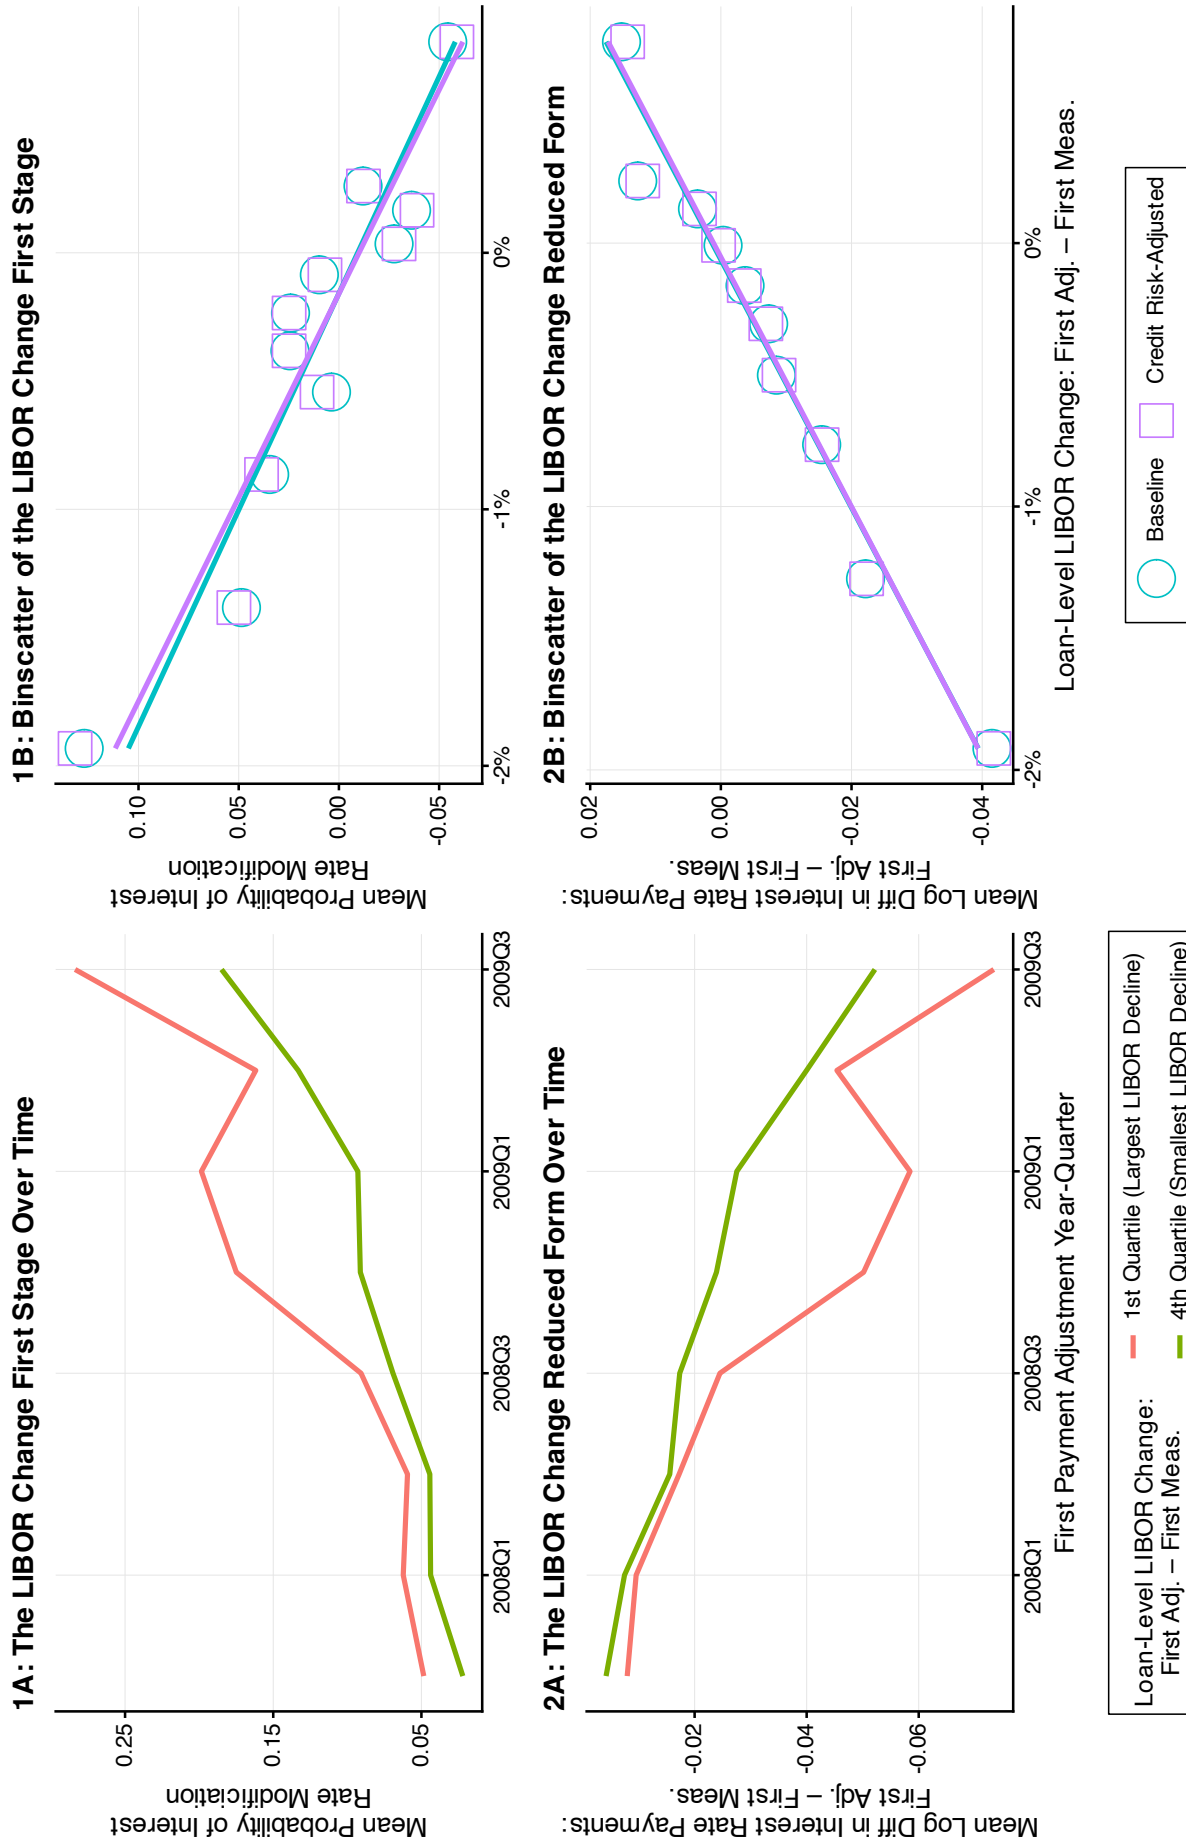 1A: The LIBOR Change First Stage Over Time
Mean Probability of Interest
Rate Modificiation
0.25
0.15
0.05
2008Q1
2008Q3
2009Q1
2009Q3
1B: Binscatter of the LIBOR Change First Stage
Mean Probability of Interest
Rate Modification
0.10
0.05
0.00
-0.05
-2%
-1%
0%
2A: The LIBOR Change Reduced Form Over Time
Mean Log Diff in Interest Rate Payments:
First Adj. – First Meas.
-0.02
-0.04
-0.06
2008Q1
2008Q3
2009Q1
2009Q3
First Payment Adjustment Year-Quarter
2B: Binscatter of the LIBOR Change Reduced Form
Mean Log Diff in Interest Rate Payments:
First Adj. – First Meas.
0.02
0.00
-0.02
-0.04
-2%
-1%
0%
Loan-Level LIBOR Change: First Adj. – First Meas.
Loan-Level LIBOR Change:
First Adj. – First Meas.
1st Quartile (Largest LIBOR Decline)
4th Quartile (Smallest LIBOR Decline)
Baseline
Credit Risk-Adjusted